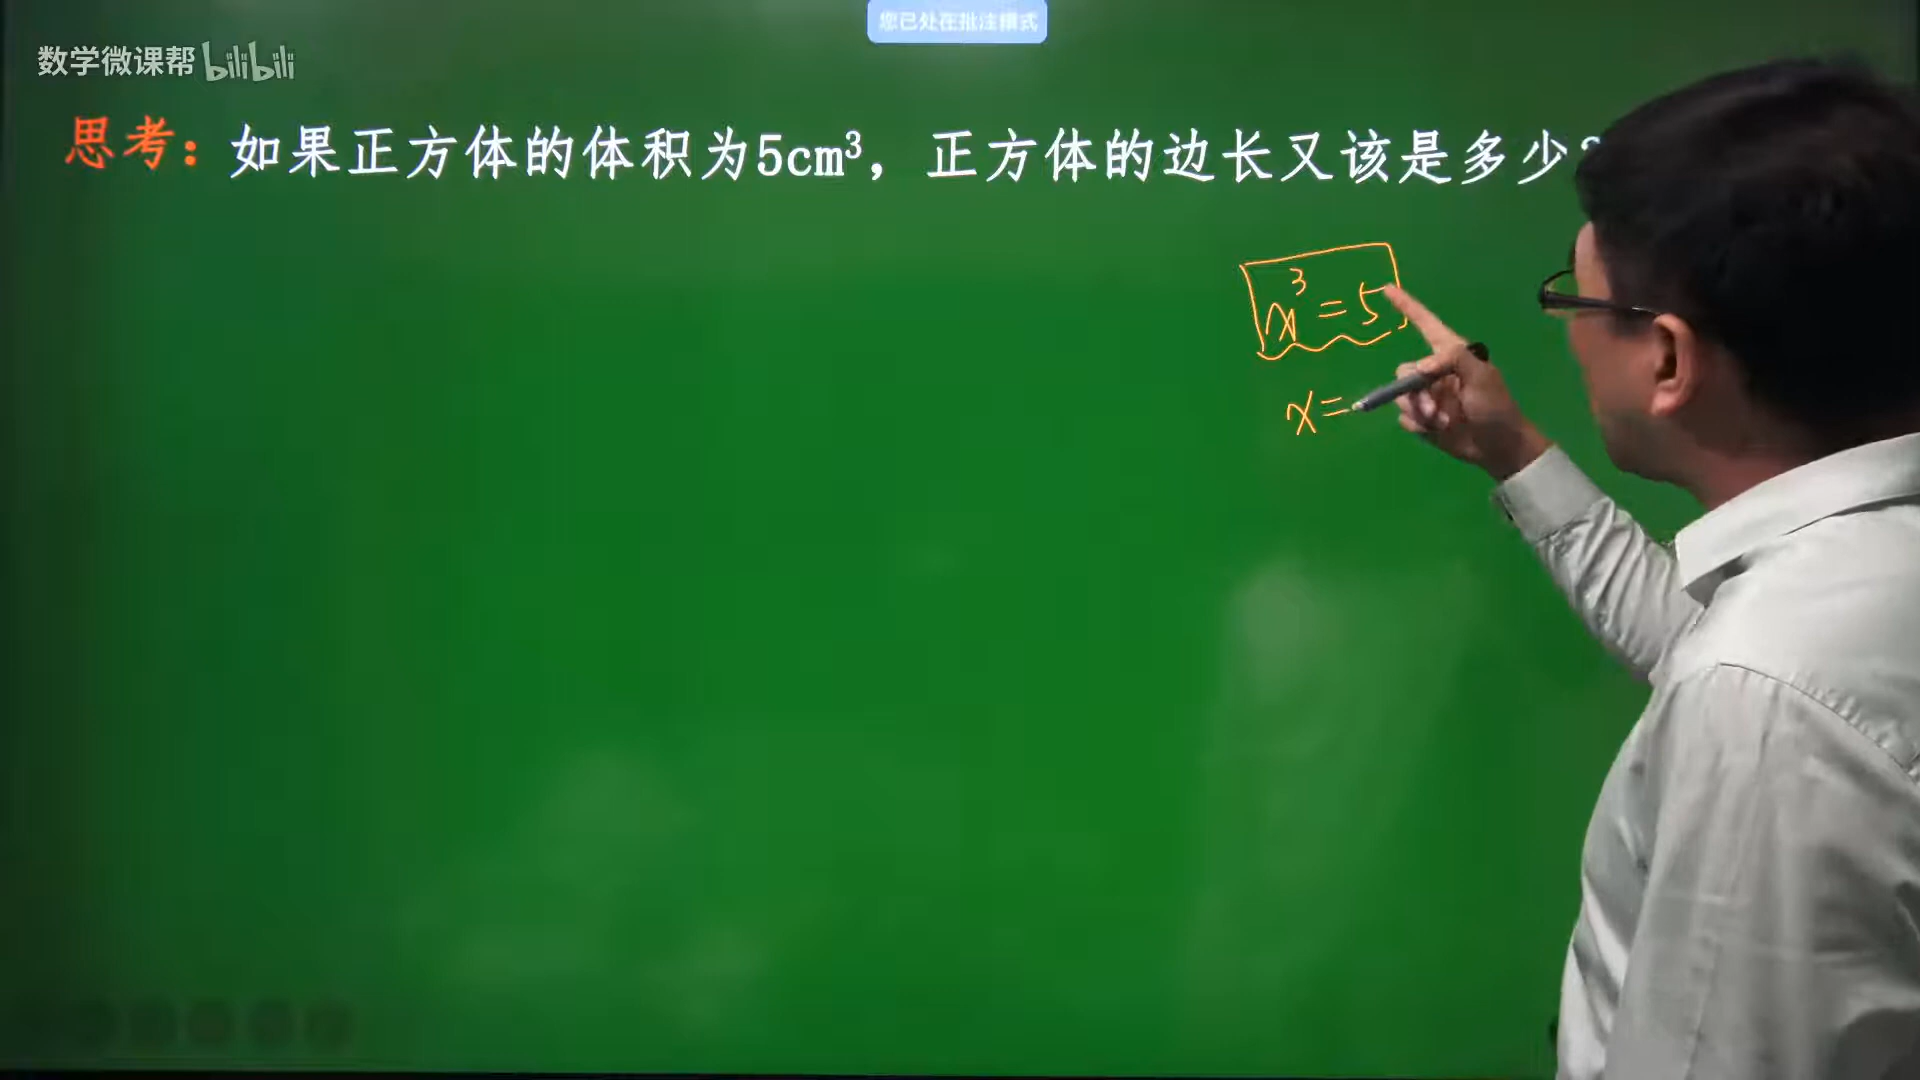 您已处在批注模式
数学微课帮 bilibili
思考：如果正方体的体积为5cm³，正方体的边长又该是多少?
x³=5
x=